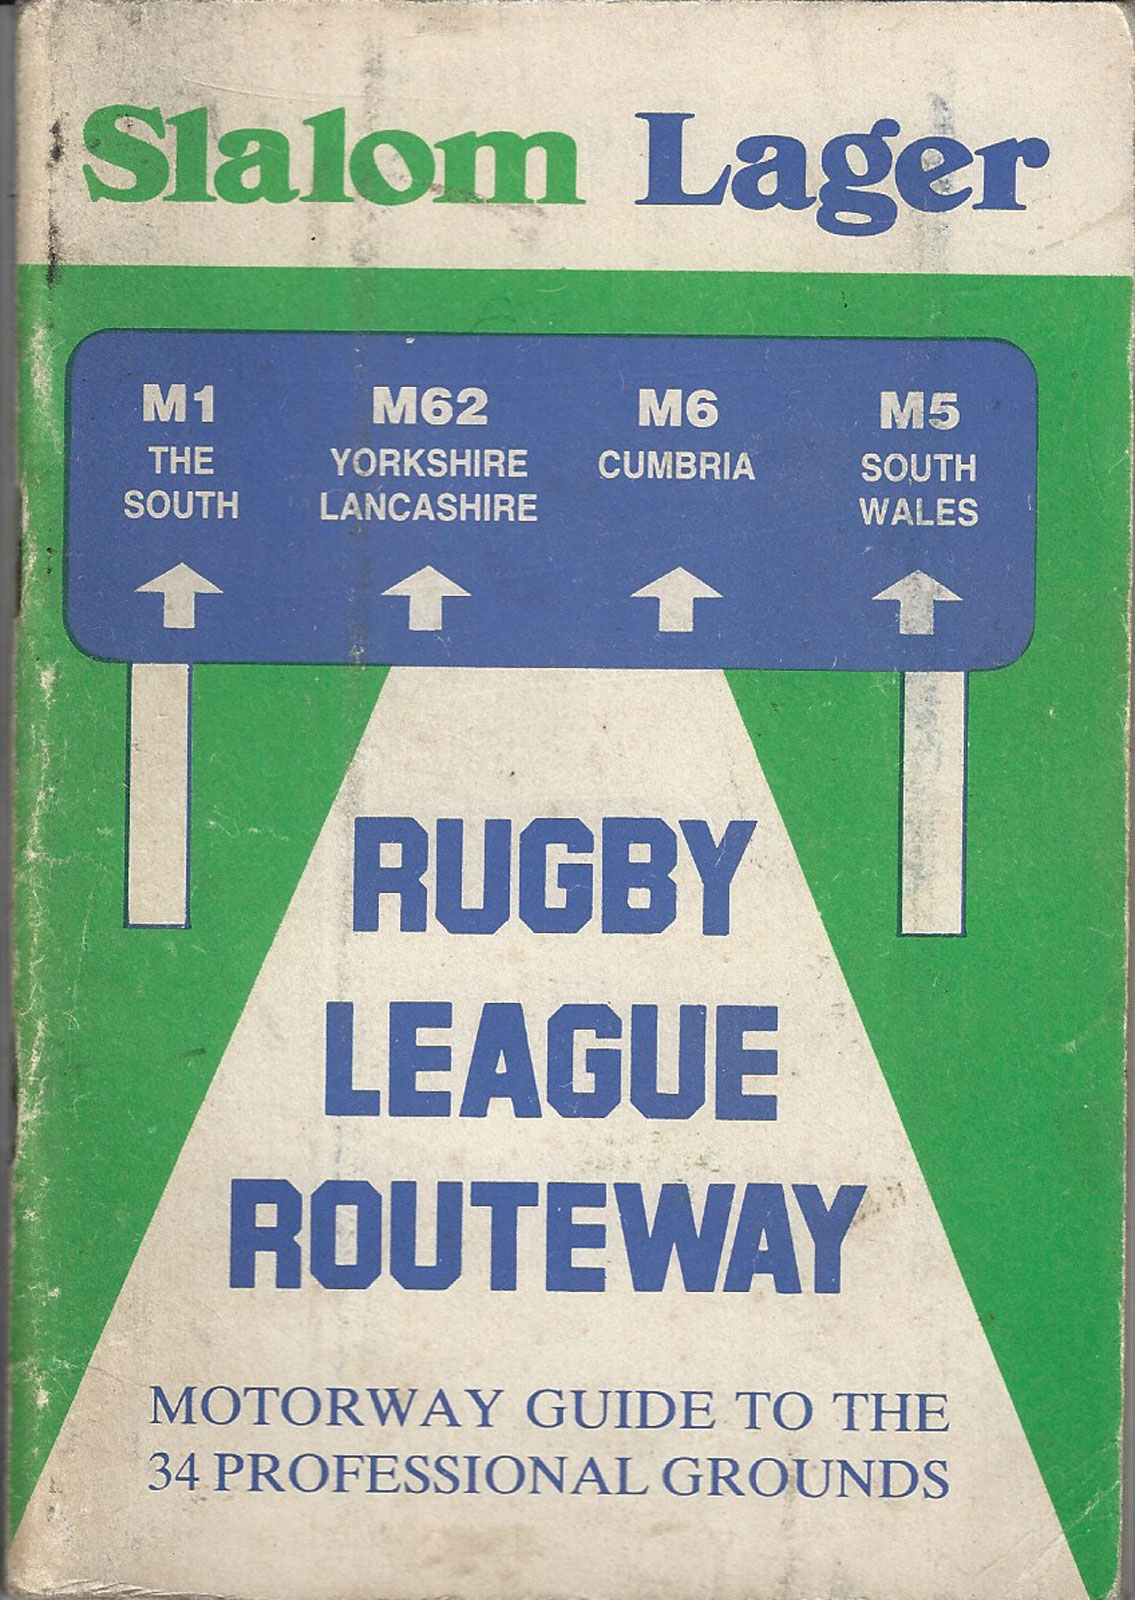 Slalom Lager
M1
THE
SOUTH
M62
YORKSHIRE
LANCASHIRE
M6
CUMBRIA
M5
SOUTH
WALES
RUGBY
LEAGUE
ROUTEWAY
MOTORWAY GUIDE TO THE
34 PROFESSIONAL GROUNDS